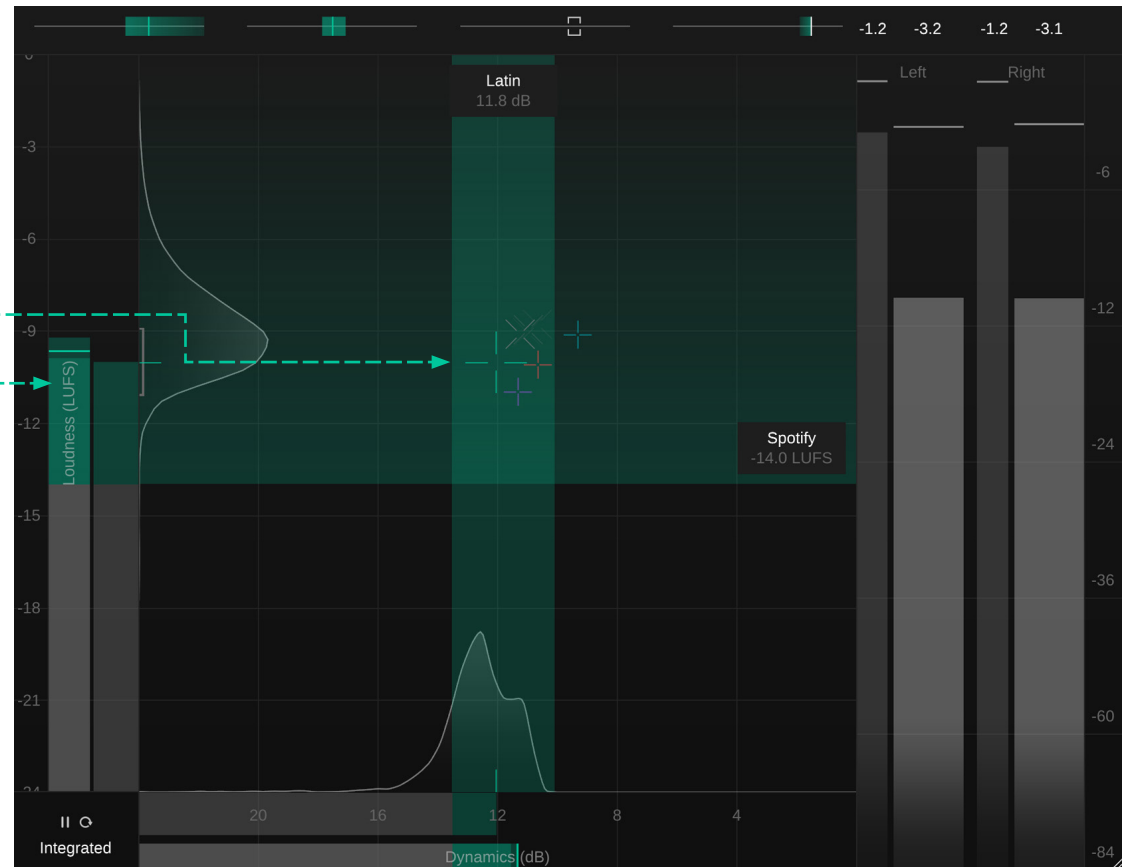 -1.2 -3.2 -1.2 -3.1
Left Right
Latin
11.8 dB
0
-3
-6
-9
-12
-15
-18
-21
-24
Loudness (LUFS)
Spotify
-14.0 LUFS
-6
-12
-24
-36
-60
-84
20 16 12 8 4
Integrated
Dynamics (dB)